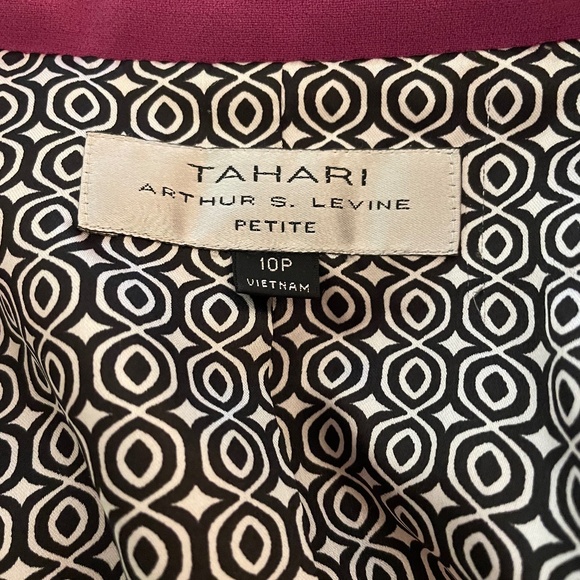 TAHARI
ARTHUR S. LEVINE
PETITE
10P
VIETNAM